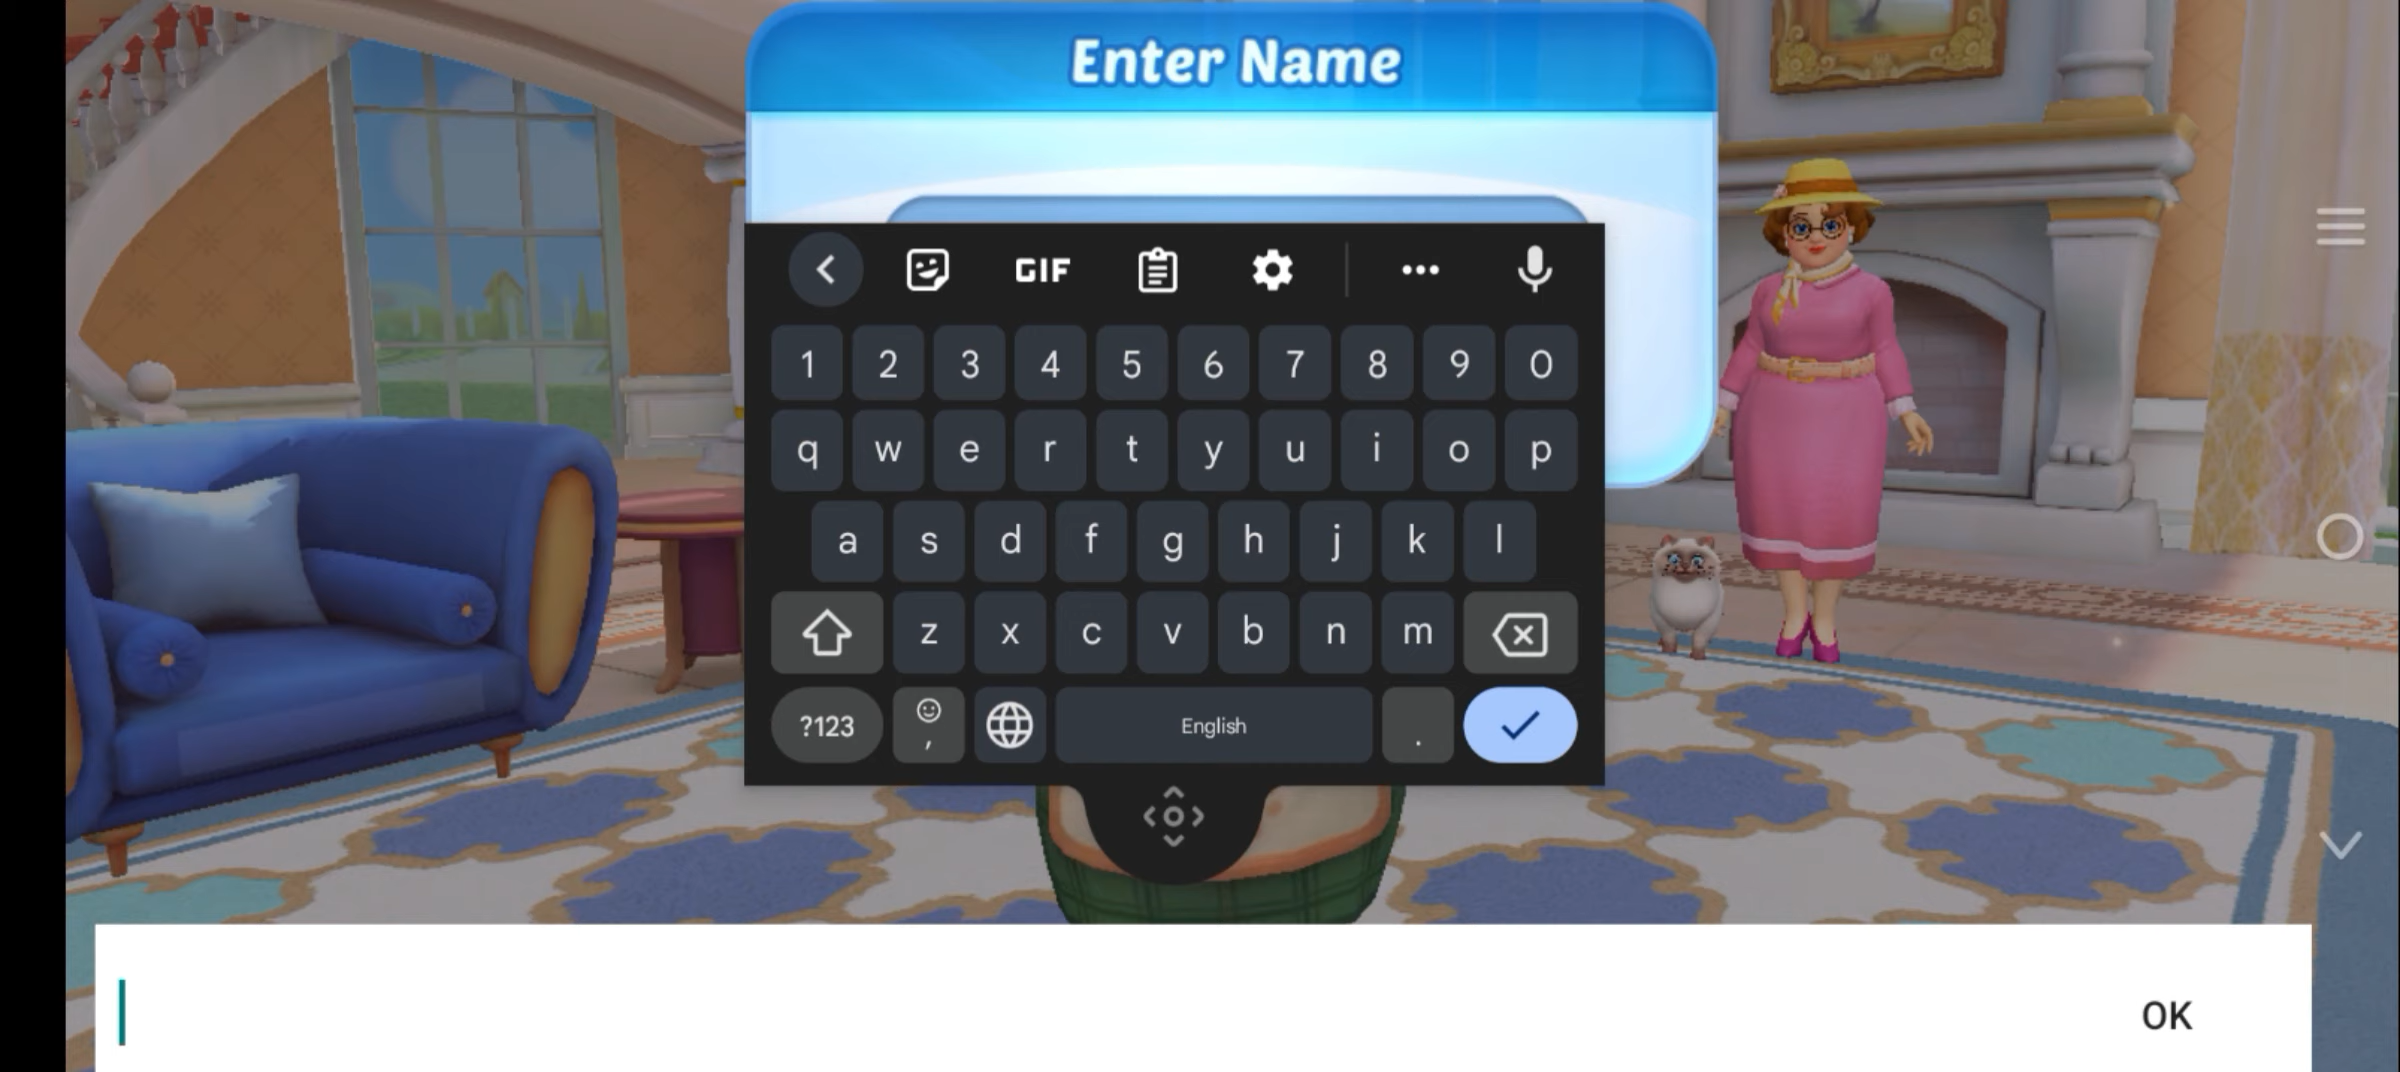 Enter Name
GIF
1 2 3 4 5 6 7 8 9 0
q w e r t y u i o p
a s d f g h j k l
z x c v b n m
?123 , English .
OK